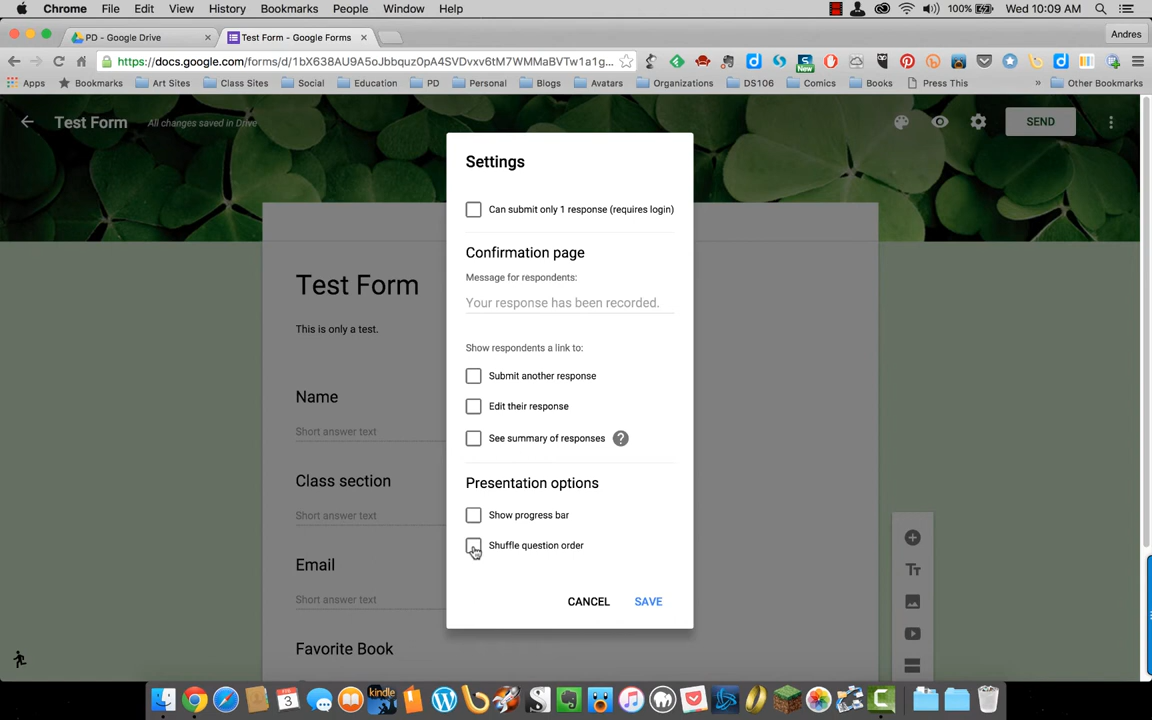 Chrome File Edit View History Bookmarks People Window Help 100% Wed 10:09 AM
PD - Google Drive × Test Form - Google Forms × Andres
https://docs.google.com/forms/d/1bX638AU9A5oJbbquz0pA4SVDvxv6tM7WMMaBVTw1a1g...
Apps Bookmarks Art Sites Class Sites Social Education PD Personal Blogs Avatars Organizations DS106 Comics Books Press This » Other Bookmarks
Test Form All changes saved in Drive SEND
Settings
Can submit only 1 response (requires login)
Confirmation page
Message for respondents:
Your response has been recorded.
Show respondents a link to:
Submit another response
Edit their response
See summary of responses ?
Presentation options
Show progress bar
Shuffle question order
CANCEL SAVE
Test Form
This is only a test.
Name
Short answer text
Class section
Short answer text
Email
Short answer text
Favorite Book
Tт
FEB
3
kindle